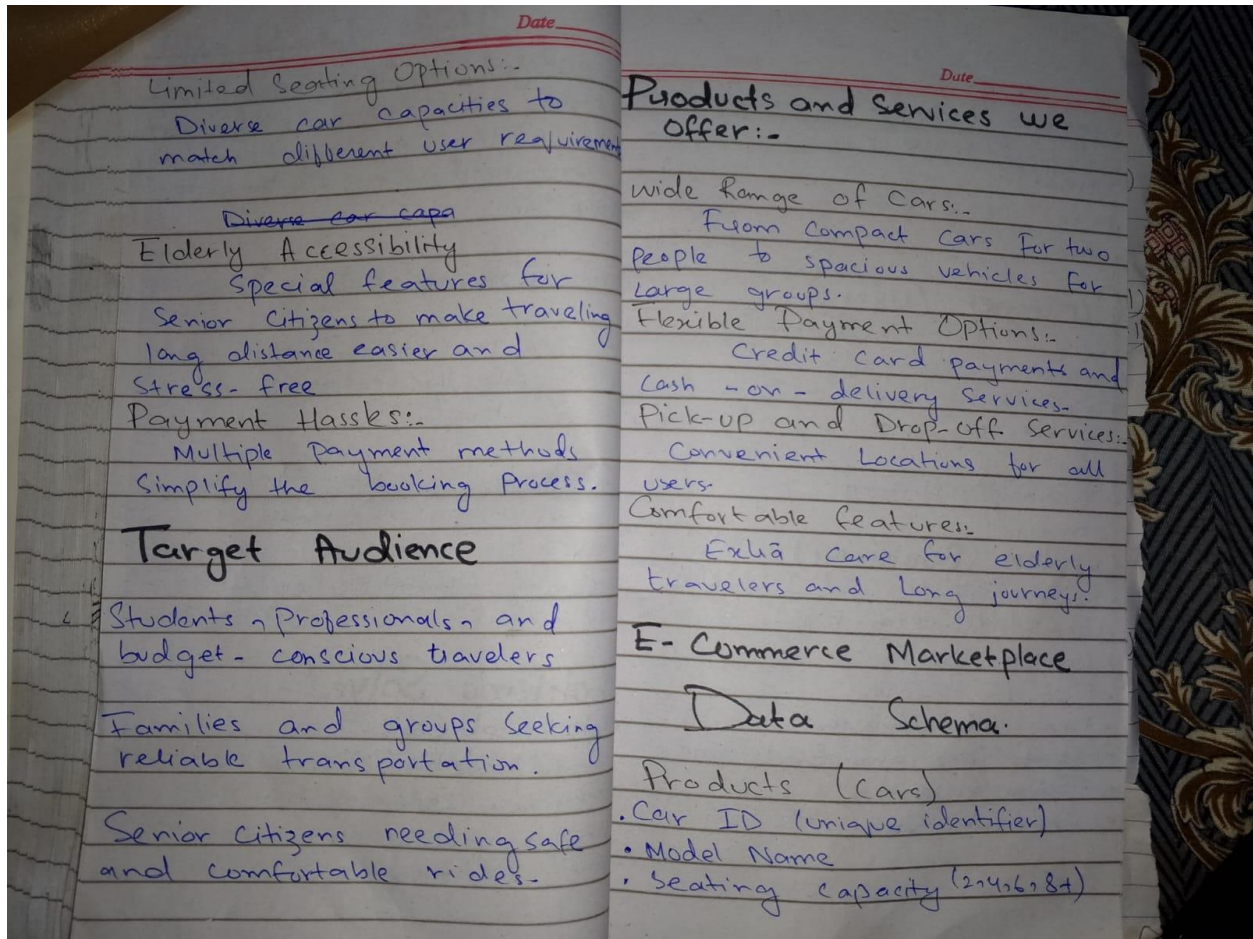 Date
Limited Seating Options:-
Diverse car capacities to
match different user requirement
Diverse car capa
Elderly Accessibility
Special features for
Senior Citizens to make traveling
long distance easier and
Stress-free
Payment Hassles:-
Multiple payment methods
Simplify the booking Process.
Target Audience
Students, Professionals, and
budget-conscious travelers
Families and groups seeking
reliable transportation.
Senior Citizens needing safe
and comfortable rides-
Date
Products and Services we
offer:-
wide Range of Cars:-
From Compact Cars For two
people to spacious vehicles for
Large groups.
Flexible Payment Options:-
Credit card payments and
Cash-on-delivery Services-
Pick-up and Drop-off Services:-
Convenient Locations for all
users-
Comfortable features:-
Extra Care for elderly
travelers and Long journeys.
E-Commerce Marketplace
Data Schema.
Products (Cars)
• Car ID (unique identifier)
• Model Name
• Seating capacity (2,4,6,8+)